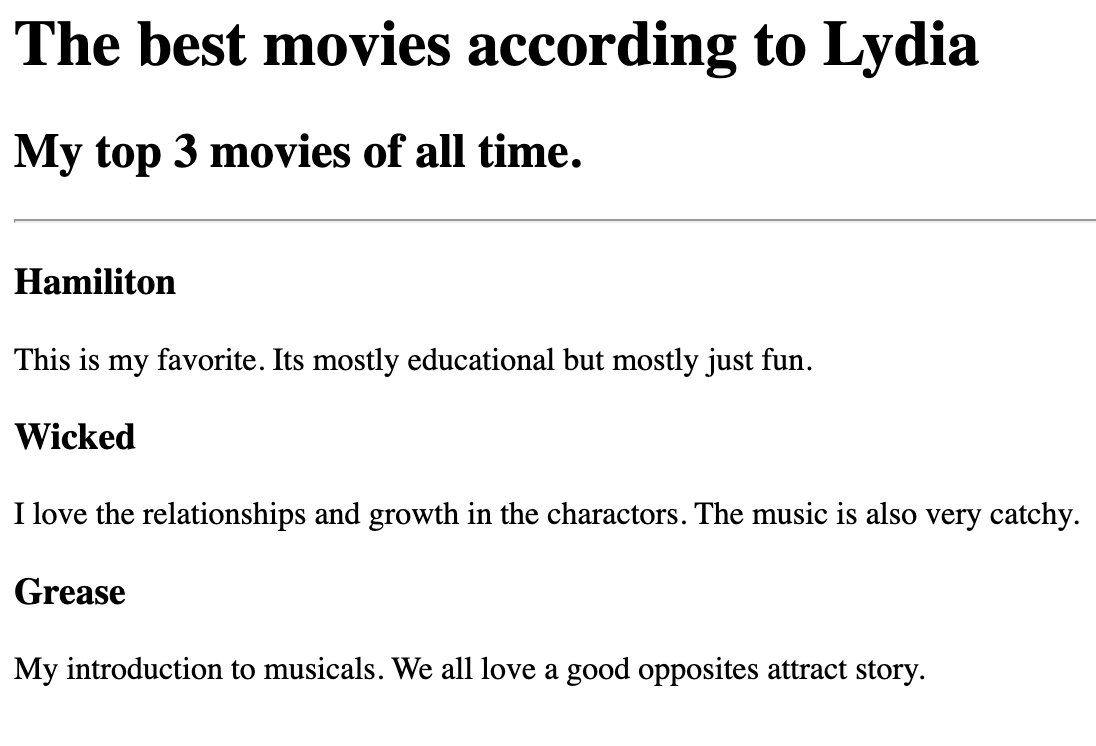 The best movies according to Lydia
My top 3 movies of all time.
Hamiliton
This is my favorite. Its mostly educational but mostly just fun.
Wicked
I love the relationships and growth in the charactors. The music is also very catchy.
Grease
My introduction to musicals. We all love a good opposites attract story.